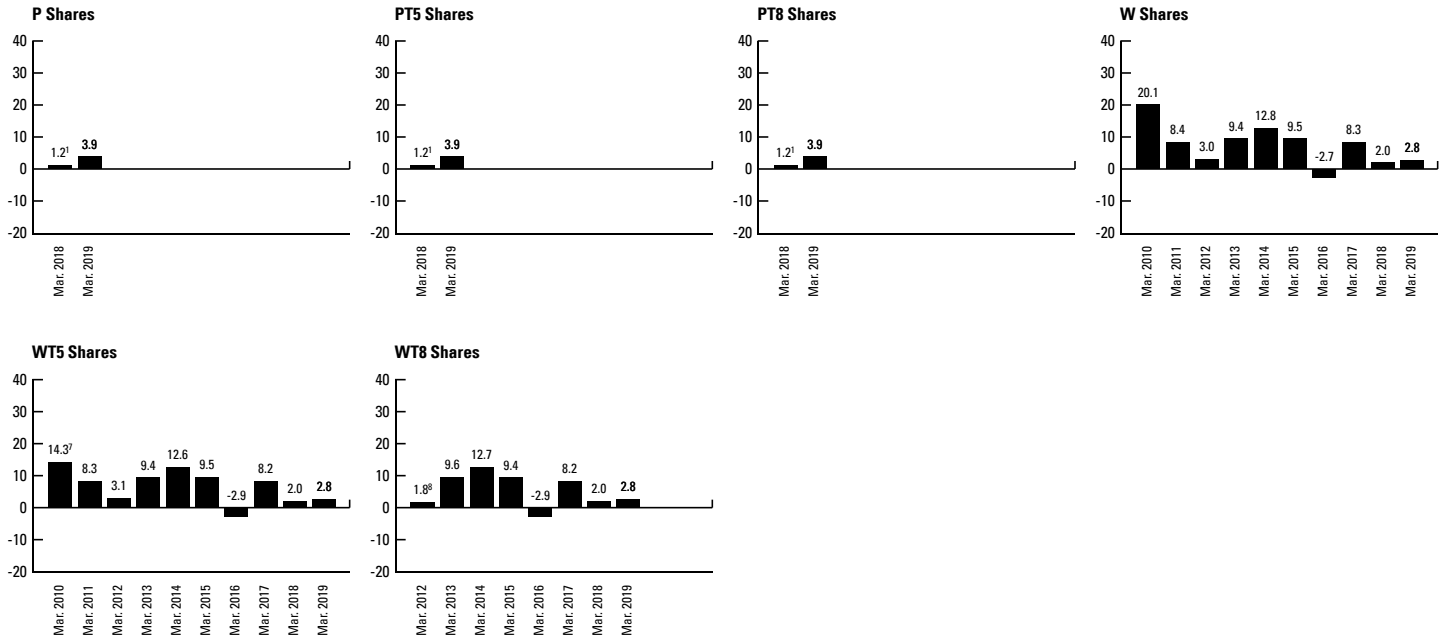 P Shares
40
30
20
10
0
-10
-20
1.2¹
3.9
Mar. 2018
Mar. 2019
PT5 Shares
40
30
20
10
0
-10
-20
1.2¹
3.9
Mar. 2018
Mar. 2019
PT8 Shares
40
30
20
10
0
-10
-20
1.2¹
3.9
Mar. 2018
Mar. 2019
W Shares
40
30
20
10
0
-10
-20
20.1
8.4
3.0
9.4
12.8
9.5
-2.7
8.3
2.0
2.8
Mar. 2010
Mar. 2011
Mar. 2012
Mar. 2013
Mar. 2014
Mar. 2015
Mar. 2016
Mar. 2017
Mar. 2018
Mar. 2019
WT5 Shares
40
30
20
10
0
-10
-20
14.3⁷
8.3
3.1
9.4
12.6
9.5
-2.9
8.2
2.0
2.8
Mar. 2010
Mar. 2011
Mar. 2012
Mar. 2013
Mar. 2014
Mar. 2015
Mar. 2016
Mar. 2017
Mar. 2018
Mar. 2019
WT8 Shares
40
30
20
10
0
-10
-20
1.8⁸
9.6
12.7
9.4
-2.9
8.2
2.0
2.8
Mar. 2012
Mar. 2013
Mar. 2014
Mar. 2015
Mar. 2016
Mar. 2017
Mar. 2018
Mar. 2019